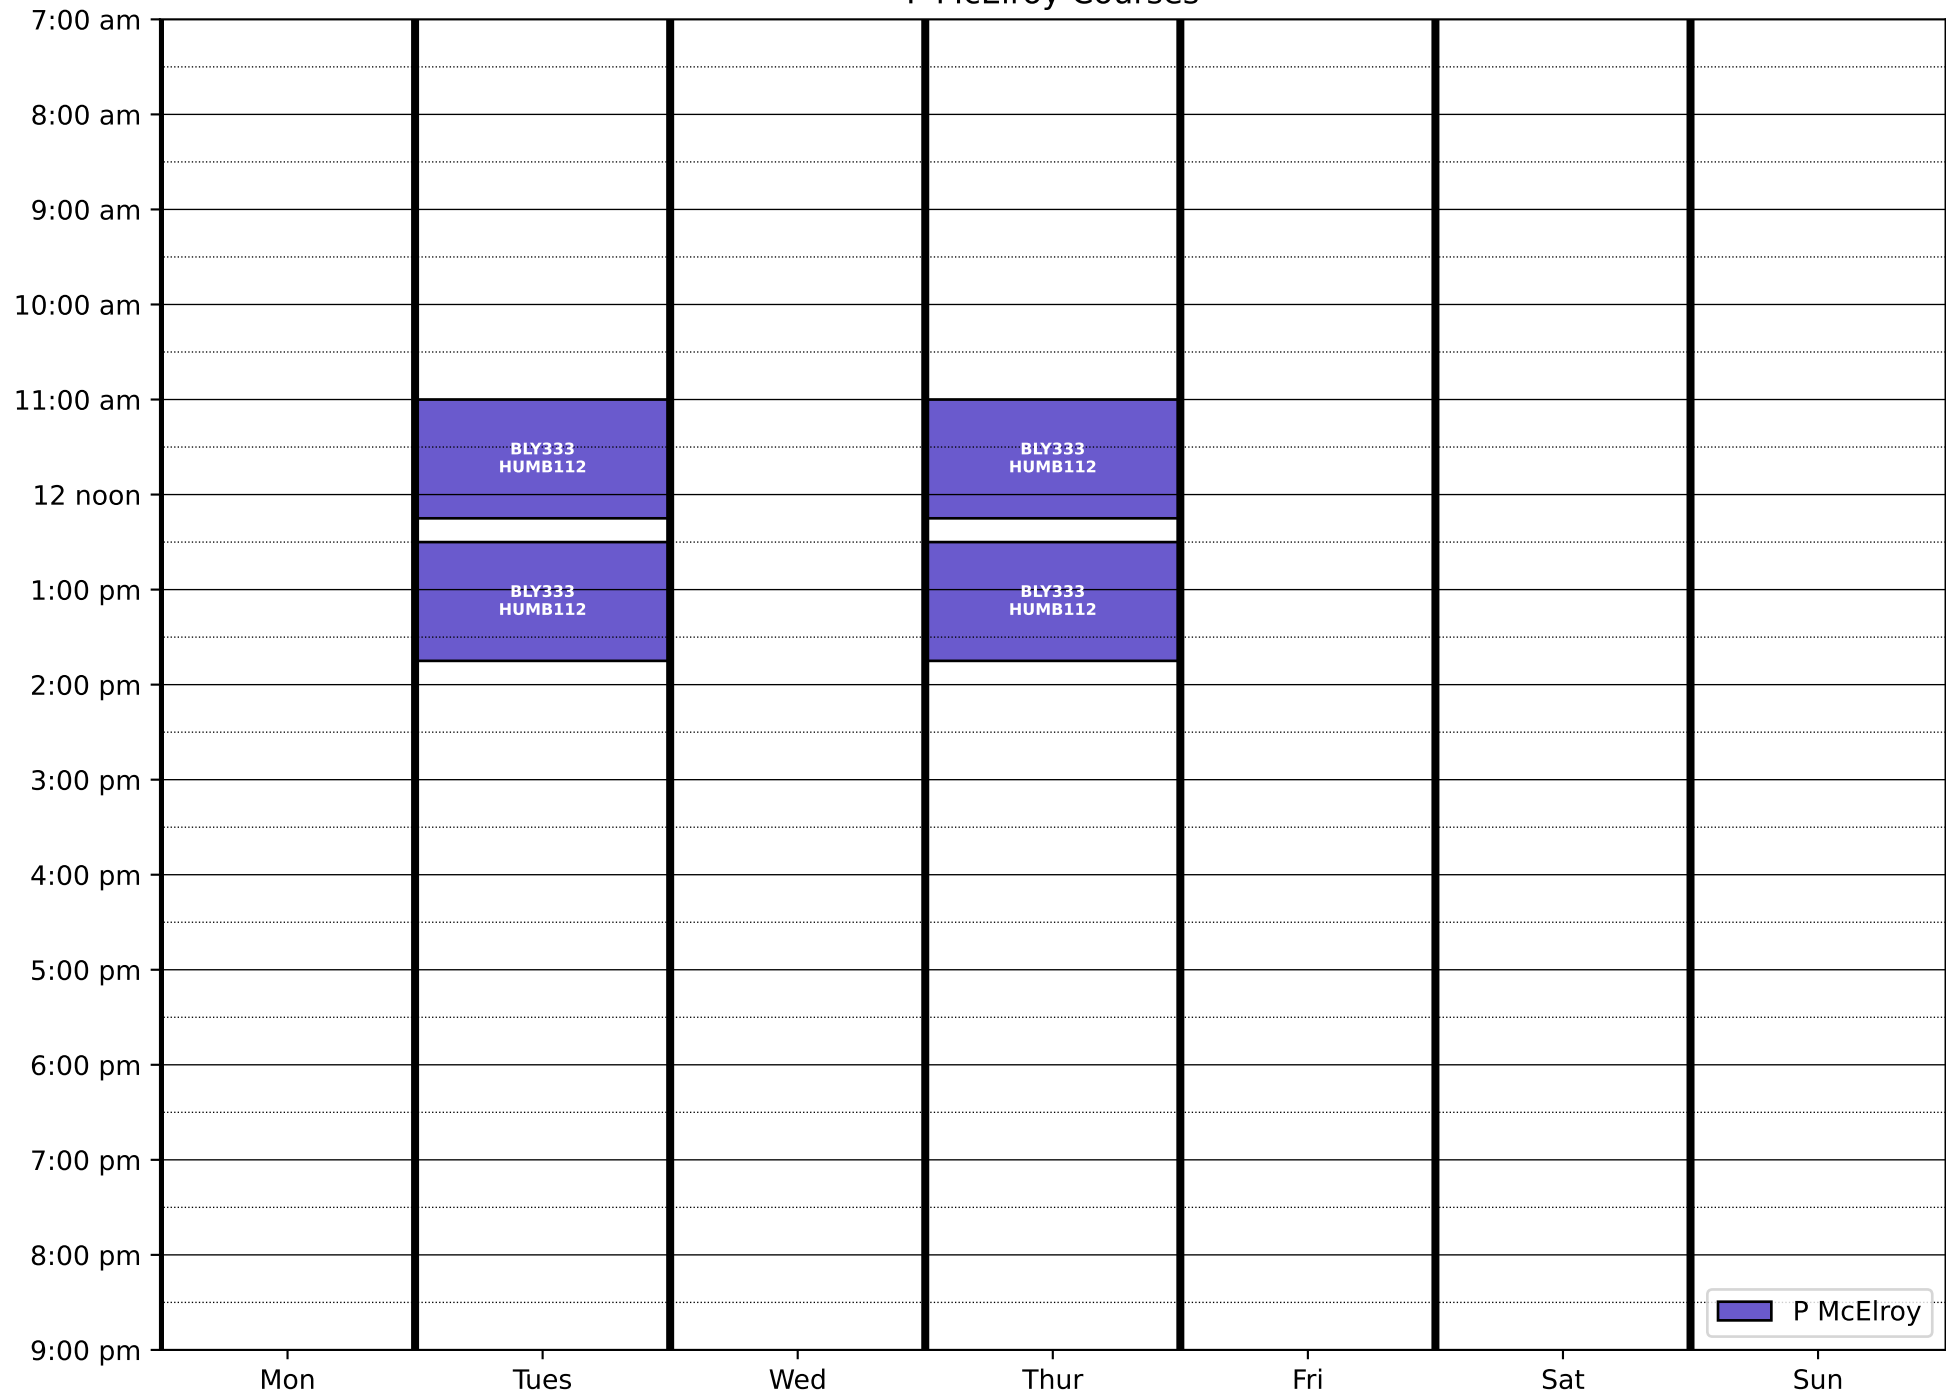 P McElroy Courses
7:00 am
8:00 am
9:00 am
10:00 am
11:00 am
12 noon
1:00 pm
2:00 pm
3:00 pm
4:00 pm
5:00 pm
6:00 pm
7:00 pm
8:00 pm
9:00 pm
BLY333
HUMB112
BLY333
HUMB112
BLY333
HUMB112
BLY333
HUMB112
P McElroy
Mon Tues Wed Thur Fri Sat Sun